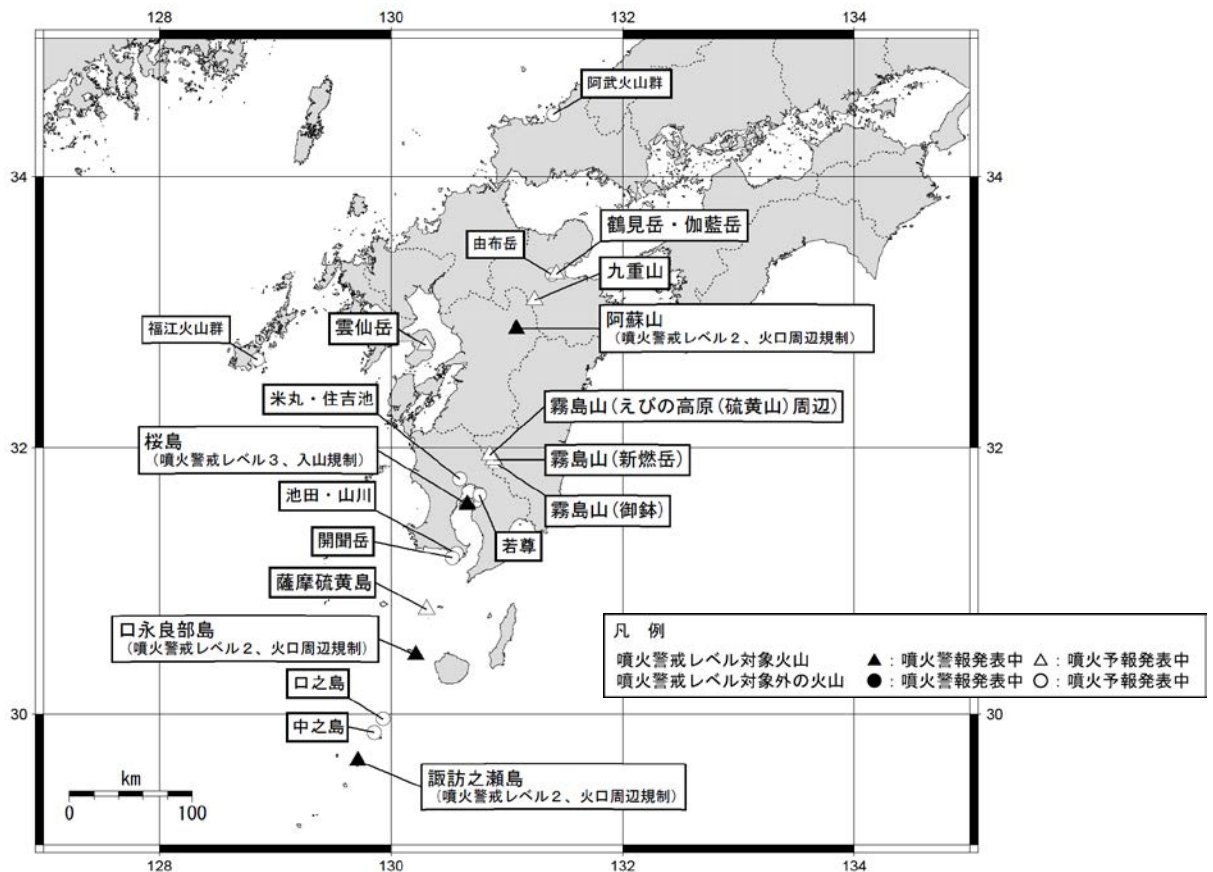 128
130
132
134
阿武火山群
34
34
鶴見岳・伽藍岳
由布岳
九重山
阿蘇山
(噴火警戒レベル２、火口周辺規制)
雲仙岳
福江火山群
米丸・住吉池
霧島山(えびの高原(硫黄山)周辺)
32
32
桜島
(噴火警戒レベル３、入山規制)
霧島山(新燃岳)
池田・山川
霧島山(御鉢)
開聞岳
若尊
薩摩硫黄島
口永良部島
(噴火警戒レベル２、火口周辺規制)
凡 例
噴火警戒レベル対象火山 ▲：噴火警報発表中 △：噴火予報発表中
噴火警戒レベル対象外の火山 ●：噴火警報発表中 ○：噴火予報発表中
口之島
30
30
中之島
諏訪之瀬島
(噴火警戒レベル２、火口周辺規制)
km
0 100
128
130
132
134